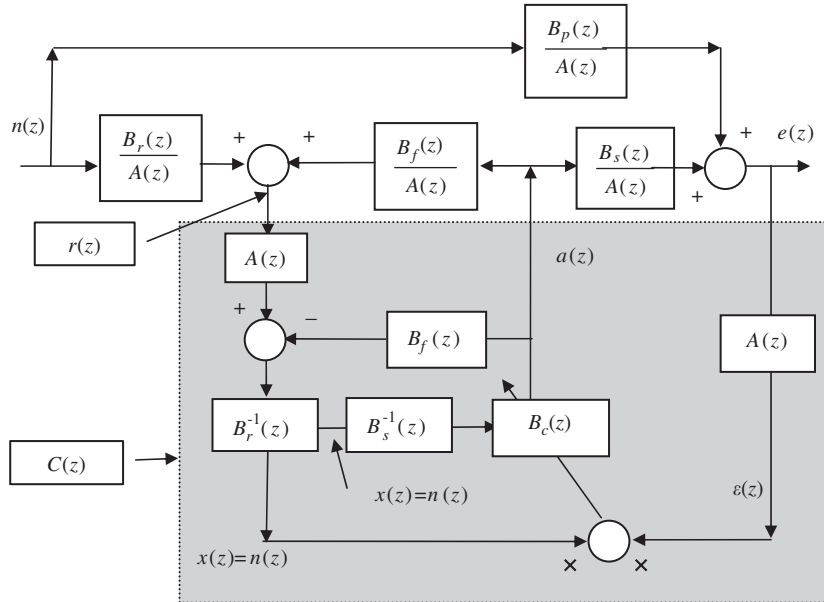 B_p(z)
A(z)
n(z)
B_r(z)
A(z)
+
+
B_f(z)
A(z)
B_s(z)
A(z)
+
+
e(z)
r(z)
A(z)
a(z)
+
−
B_f(z)
A(z)
B_r^{-1}(z)
B_s^{-1}(z)
B_c(z)
C(z)
x(z)=n(z)
ε(z)
x(z)=n(z)
×
×